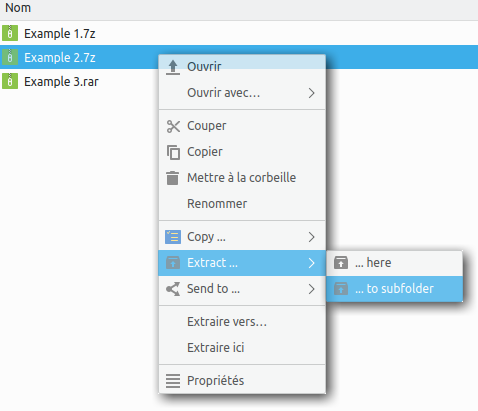 Nom
Example 1.7z
Example 2.7z
Example 3.rar
Ouvrir
Ouvrir avec...
Couper
Copier
Mettre à la corbeille
Renommer
Copy ...
Extract ...
... here
Send to ...
... to subfolder
Extraire vers...
Extraire ici
Propriétés